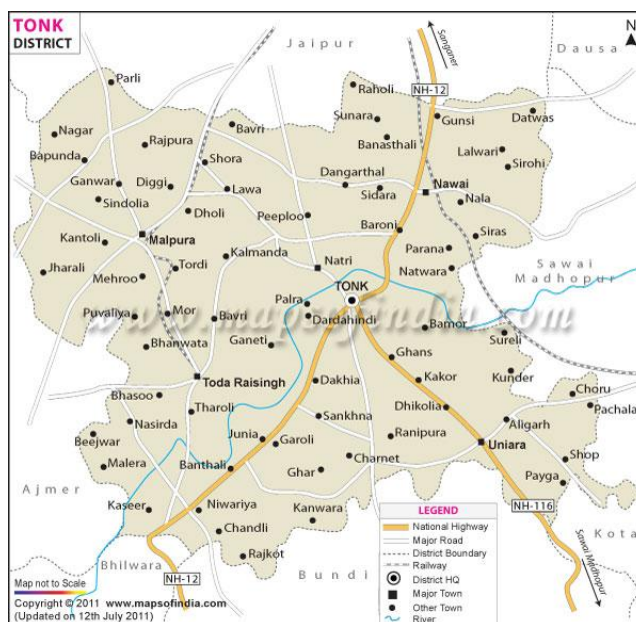 TONK
DISTRICT
Jaipur
Sanganer
N
Dausa
NH-12
Parli
Raholi
Sunara
Gunsi
Datwas
Nagar
Rajpura
Bavri
Banasthali
Lalwari
Sirohi
Bapunda
Shora
Ganwar
Diggi
Lawa
Dangarthal
Sidara
Nawai
Nala
Sindolia
Dholi
Peeploo
Baroni
Siras
Kantoli
Malpura
Kalmanda
Natri
Parana
Natwara
Sawai
Madhopur
Jharali
Mehroo
Tordi
TONK
Palra
Puvaliya
Mor
Bavri
Dardahindi
Bamor
www.mapsofindia.com
Sureli
Bhanwata
Ganeti
Ghans
Kunder
Toda Raisingh
Dakhia
Kakor
Choru
Bhasoo
Tharoli
Sankhna
Dhikolia
Pachala
Nasirda
Aligarh
Beejwar
Junia
Garoli
Ranipura
Uniara
Malera
Banthali
Ghar
Charnet
Shop
Ajmer
Payga
Kaseer
Niwariya
Kanwara
NH-116
Chandli
Kota
Rajkot
Bhilwara
Bundi
NH-12
Sawai Madhopur
LEGEND
National Highway
Major Road
District Boundary
Railway
District HQ
Major Town
Other Town
River
Map not to Scale
Copyright © 2011 www.mapsofindia.com
(Updated on 12th July 2011)